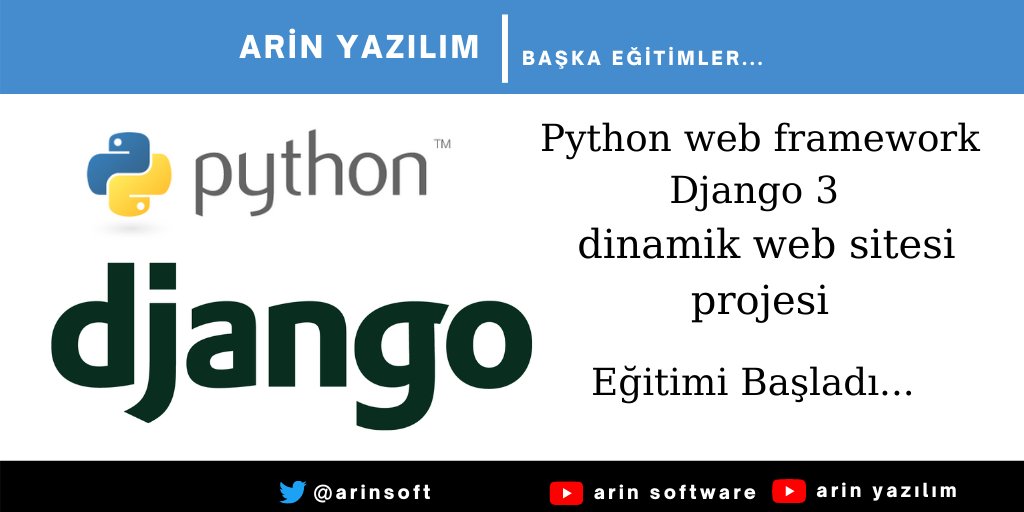 ARİN YAZILIM
BAŞKA EĞİTİMLER...
python™
django
Python web framework
Django 3
dinamik web sitesi
projesi
Eğitimi Başladı...
@arinsoft
arin software
arin yazılım